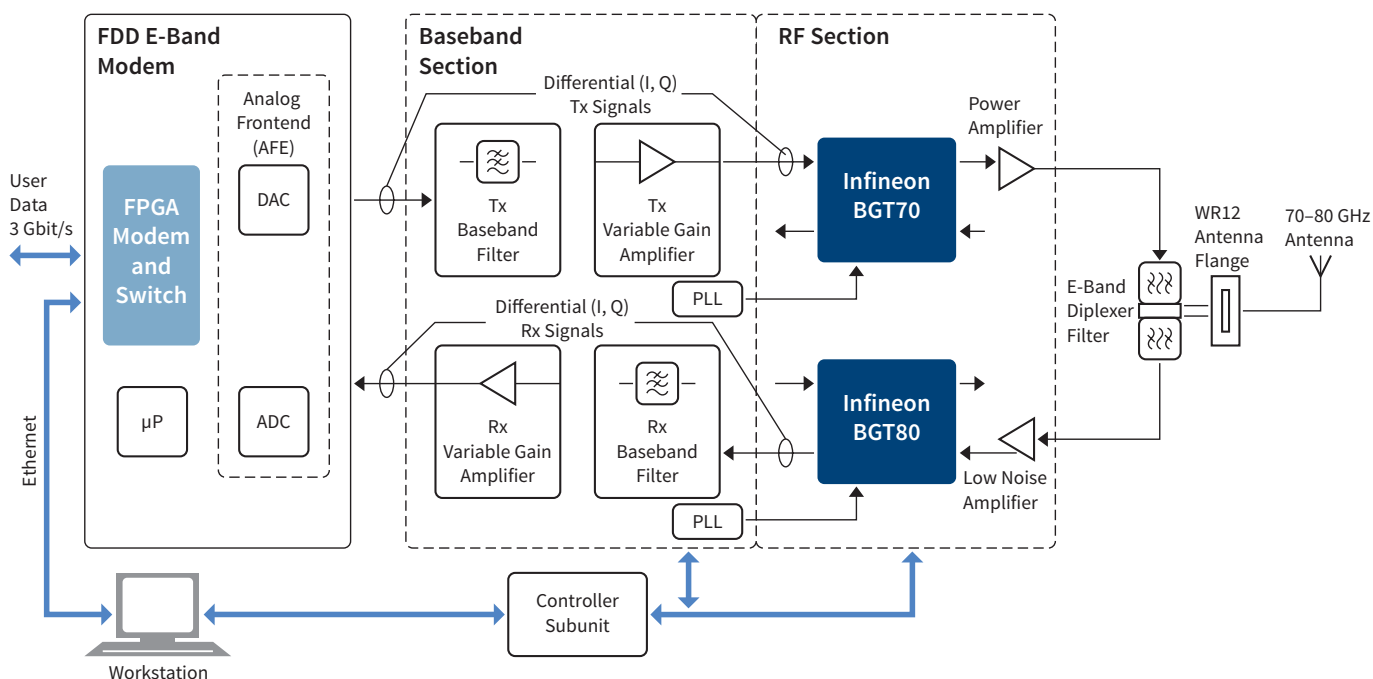 FDD E-Band
Modem
Baseband
Section
RF Section
Analog
Frontend
(AFE)
DAC
ADC
FPGA
Modem
and
Switch
µP
User
Data
3 Gbit/s
Ethernet
Differential (I, Q)
Tx Signals
Tx
Baseband
Filter
Tx
Variable Gain
Amplifier
PLL
Differential (I, Q)
Rx Signals
Rx
Variable Gain
Amplifier
Rx
Baseband
Filter
PLL
Infineon
BGT70
Power
Amplifier
Infineon
BGT80
Low Noise
Amplifier
E-Band
Diplexer
Filter
WR12
Antenna
Flange
70–80 GHz
Antenna
Controller
Subunit
Workstation